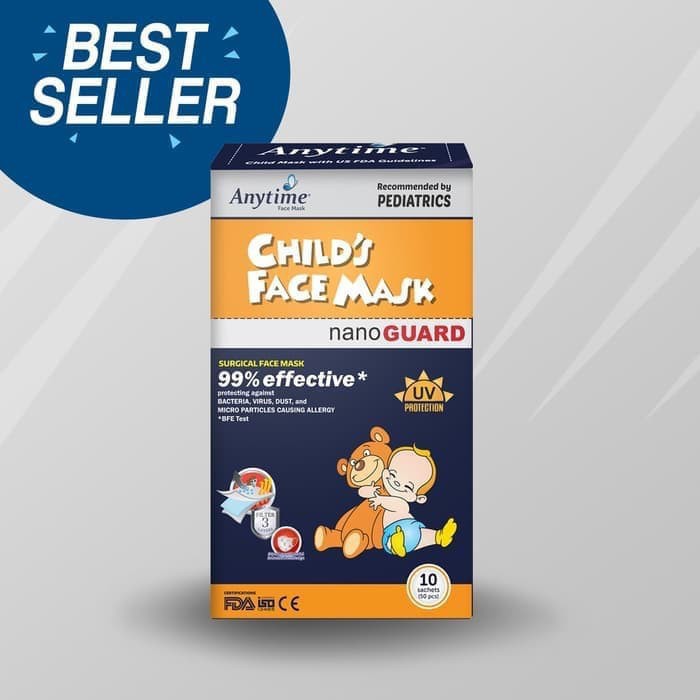 BEST
SELLER
Anytime
Child Mask with US FDA Guidelines
Anytime
Face Mask
Recommended by
PEDIATRICS
CHILD'S
FACE MASK
nanoGUARD
SURGICAL FACE MASK
99% effective*
protecting against
BACTERIA, VIRUS, DUST, and
MICRO PARTICLES CAUSING ALLERGY
*BFE Test
UV
PROTECTION
FILTER
3
10
sachets
(50 pcs)
CERTIFICATIONS
FDA ISO CE